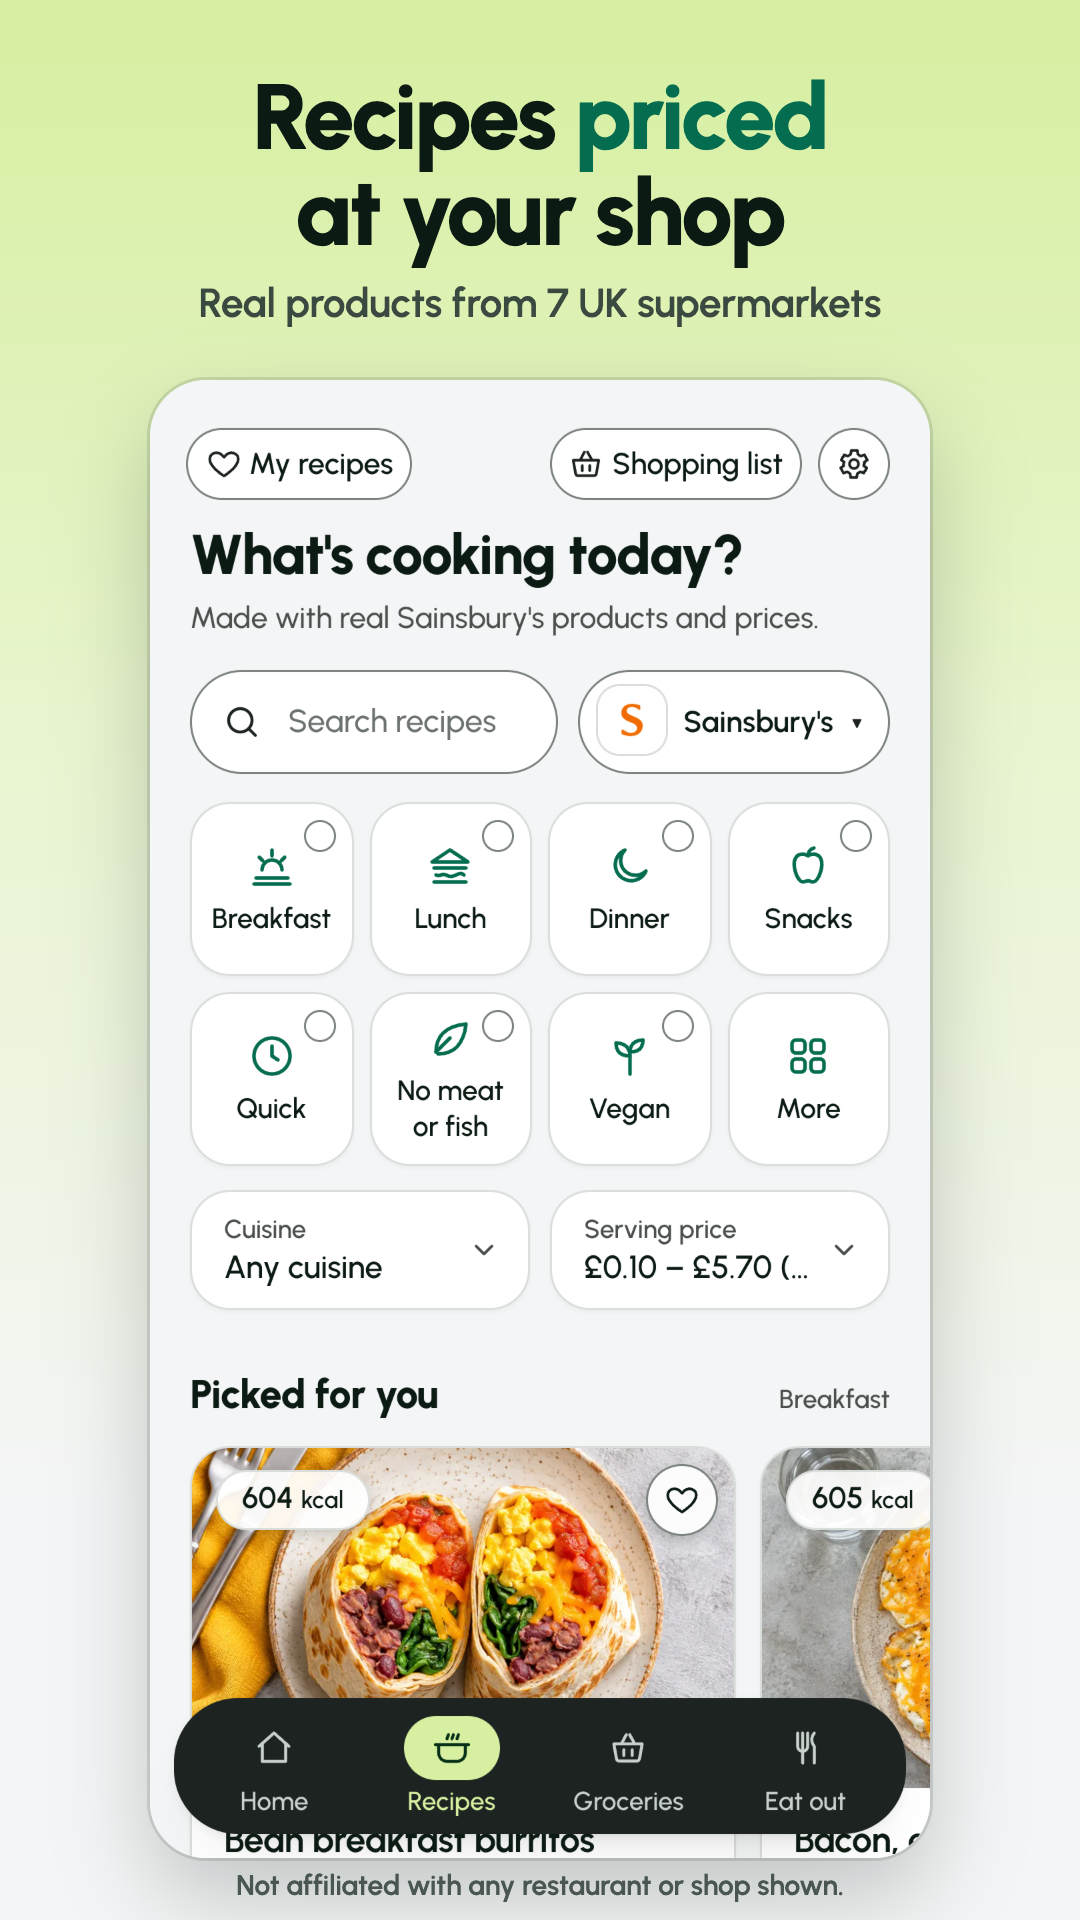 Recipes priced
at your shop
Real products from 7 UK supermarkets
My recipes
Shopping list
What's cooking today?
Made with real Sainsbury's products and prices.
Search recipes
S
Sainsbury's
Breakfast
Lunch
Dinner
Snacks
Quick
No meat
or fish
Vegan
More
Cuisine
Any cuisine
Serving price
£0.10 – £5.70 (...
Picked for you
Breakfast
604 kcal
605 kcal
Home
Recipes
Groceries
Eat out
Bean breakfast burritos
Bacon,
Not affiliated with any restaurant or shop shown.